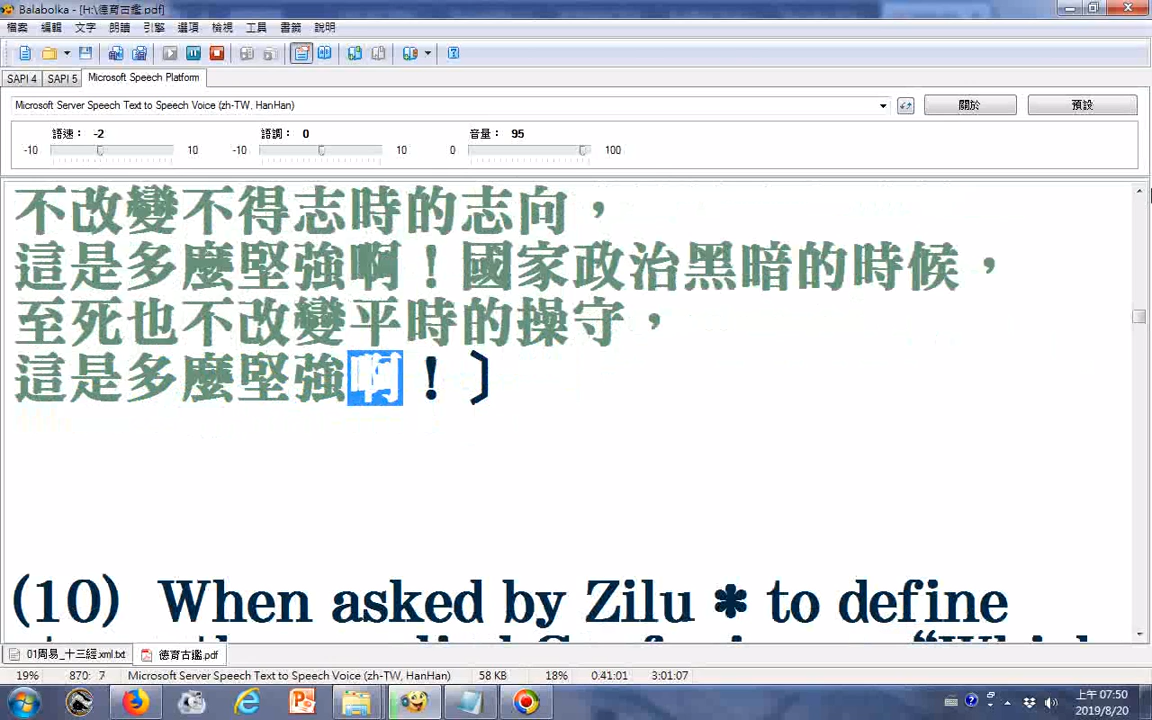 Balabolka - [H:\德育古鑑.pdf]
檔案 編輯 文字 朗讀 引擎 選項 檢視 工具 書籤 說明
SAPI 4 SAPI 5 Microsoft Speech Platform
Microsoft Server Speech Text to Speech Voice (zh-TW, HanHan) 關於 預設
語速： -2 語調： 0 音量： 95
-10 10 -10 10 0 100
不改變不得志時的志向，
這是多麼堅強啊！國家政治黑暗的時候，
至死也不改變平時的操守，
這是多麼堅強啊！〕
(10) When asked by Zilu * to define
01周易_十三經.xml.txt 德育古鑑.pdf
19% 870: 7 Microsoft Server Speech Text to Speech Voice (zh-TW, HanHan) 58 KB 18% 0:41:01 3:01:07
上午 07:50
2019/8/20